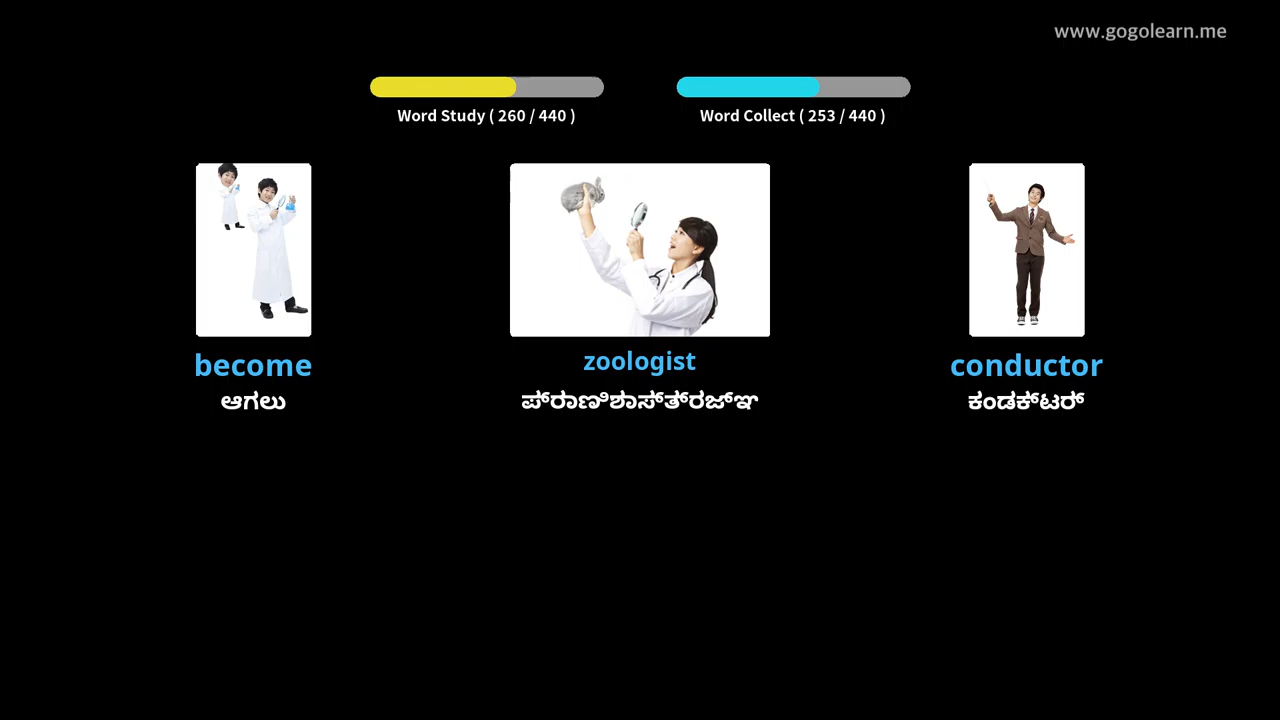 www.gogolearn.me
Word Study ( 260 / 440 )
Word Collect ( 253 / 440 )
become
zoologist
conductor
ಆಗಲು
ಪ್ರಾಣಿಶಾಸ್ತ್ರಜ್ಞ
ಕಂಡಕ್ಟರ್